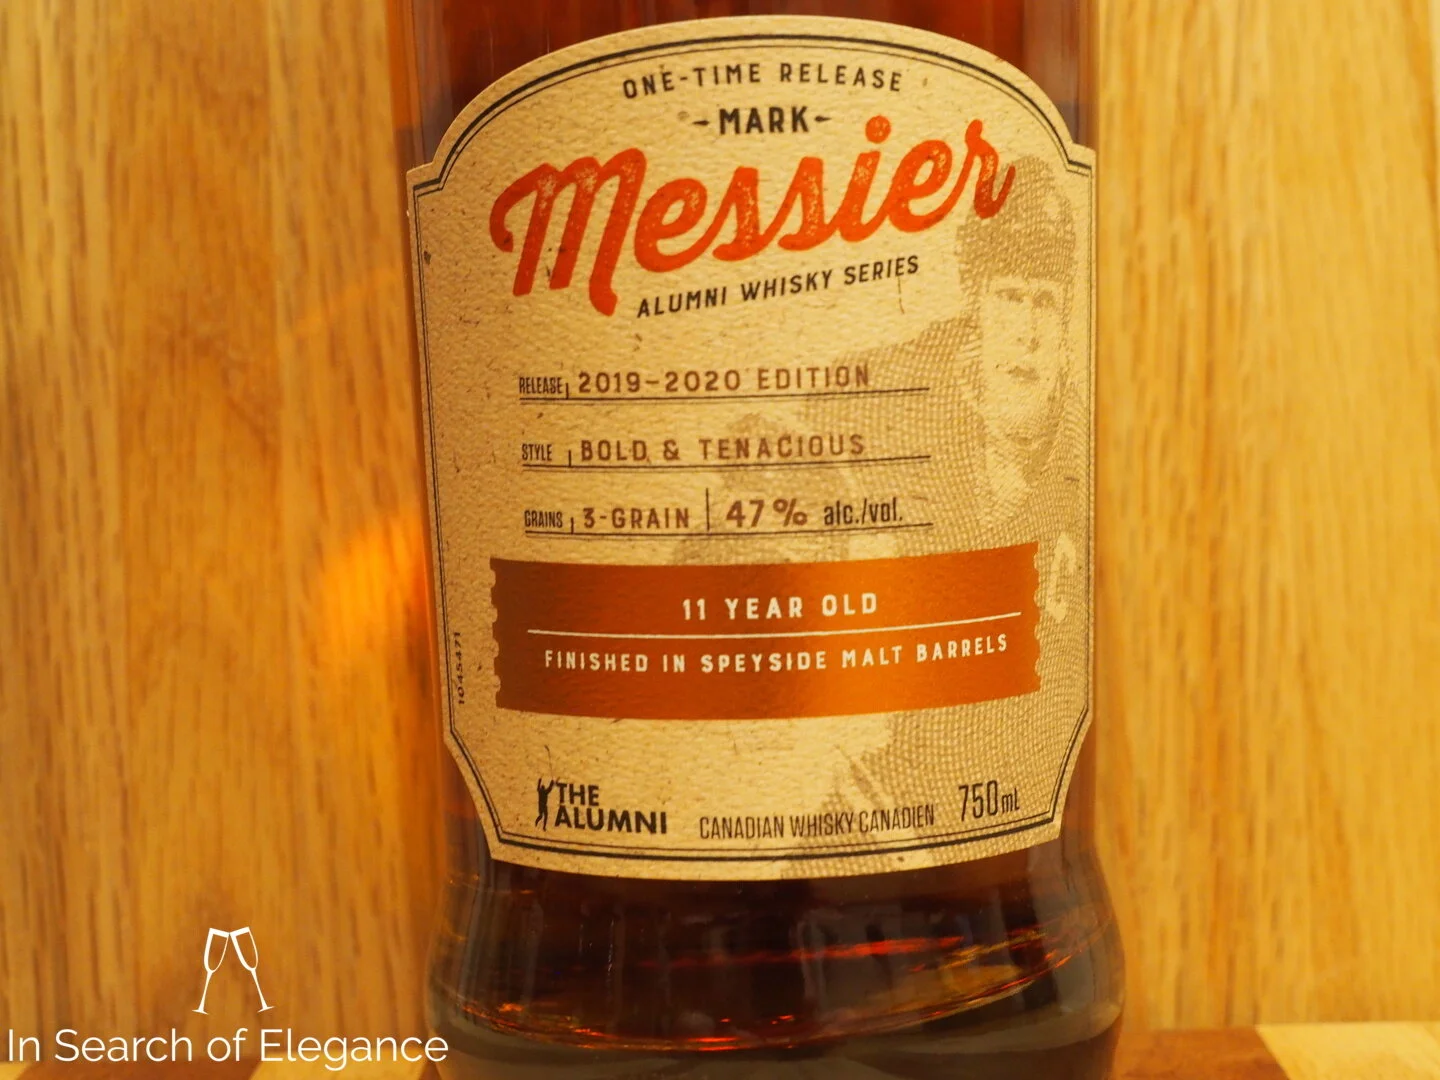 ONE-TIME RELEASE
MARK
Messier
ALUMNI WHISKY SERIES
RELEASE 2019-2020 EDITION
STYLE BOLD & TENACIOUS
GRAINS 3-GRAIN 47% alc./vol.
11 YEAR OLD
FINISHED IN SPEYSIDE MALT BARRELS
1045471
THE
ALUMNI
CANADIAN WHISKY CANADIEN 750 mL
C
In Search of Elegance